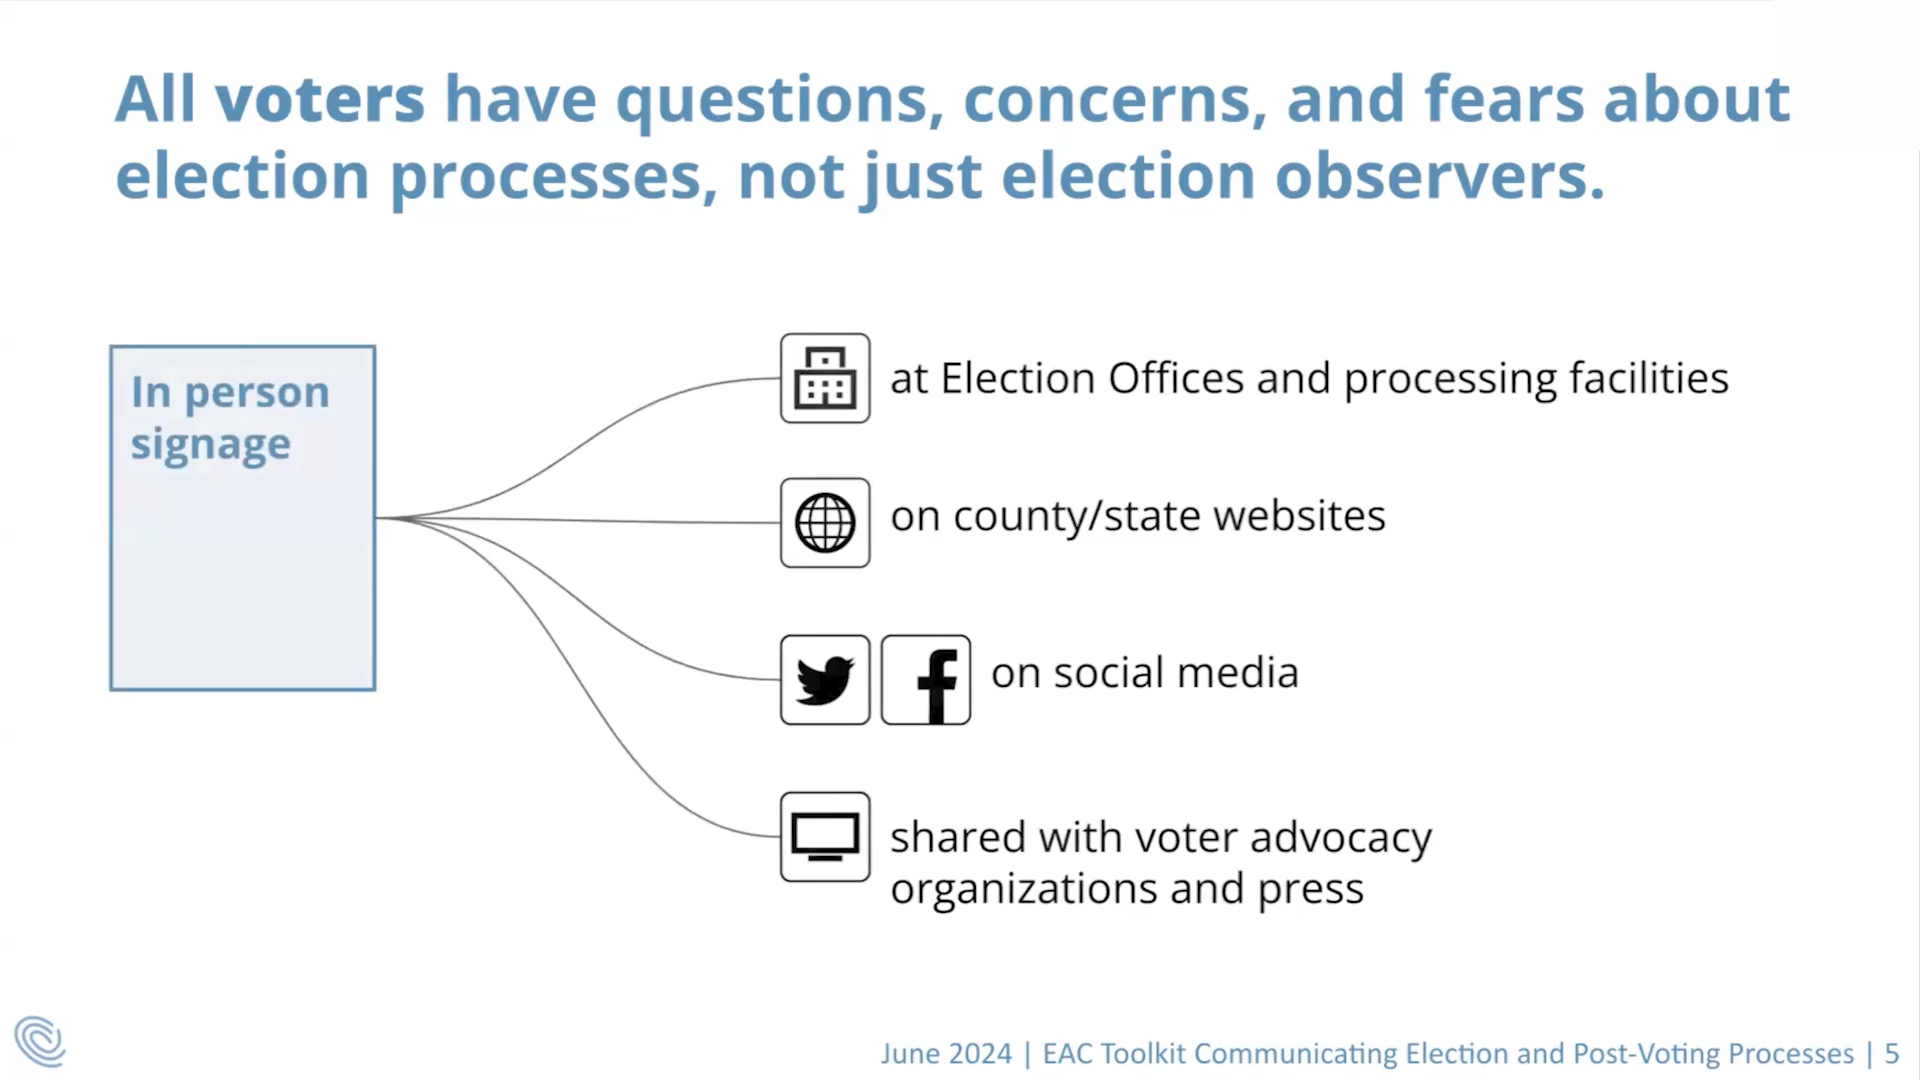 All voters have questions, concerns, and fears about
election processes, not just election observers.
In person
signage
at Election Offices and processing facilities
on county/state websites
on social media
shared with voter advocacy
organizations and press
June 2024 | EAC Toolkit Communicating Election and Post-Voting Processes | 5